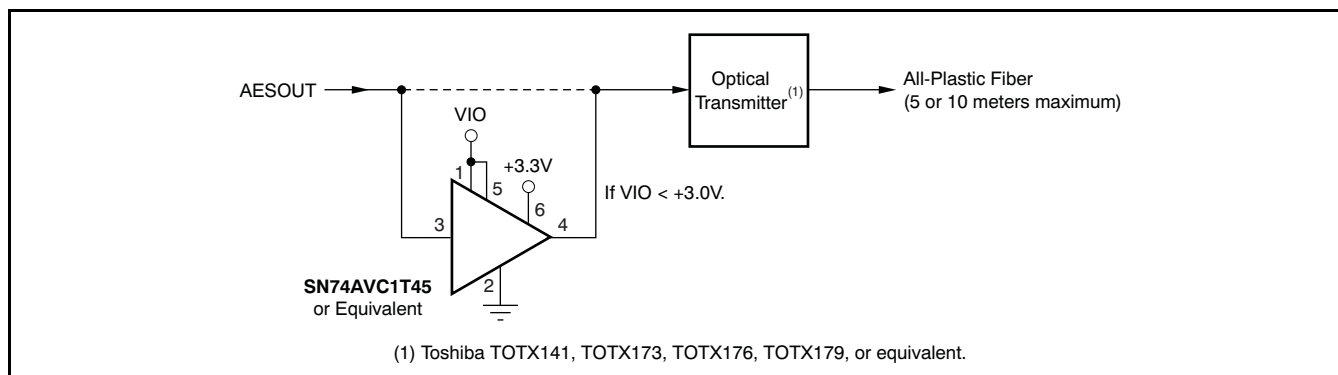 AESOUT
Optical
Transmitter(1)
All-Plastic Fiber
(5 or 10 meters maximum)
VIO
+3.3V
1
5
6
If VIO < +3.0V.
3
4
2
SN74AVC1T45
or Equivalent
(1) Toshiba TOTX141, TOTX173, TOTX176, TOTX179, or equivalent.